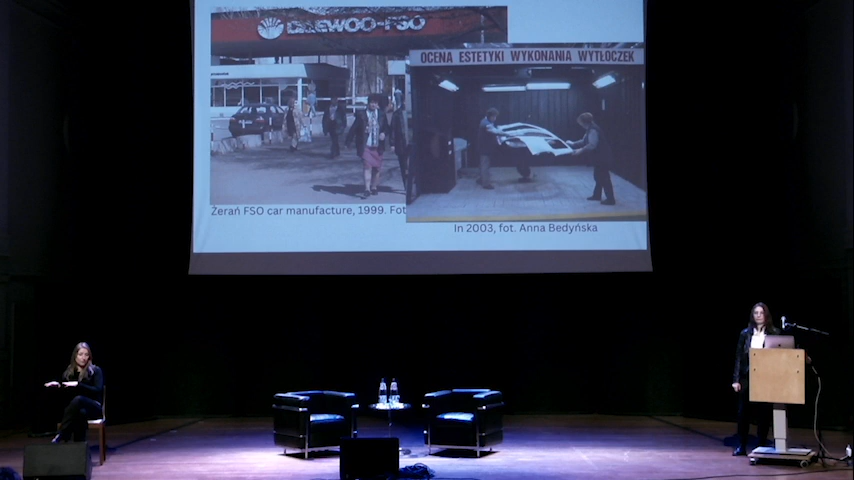 DAEWOO-FSO
OCENA ESTETYKI WYKONANIA WYTŁOCZEK
Żerań FSO car manufacture, 1999. Fot
In 2003, fot. Anna Bedyńska